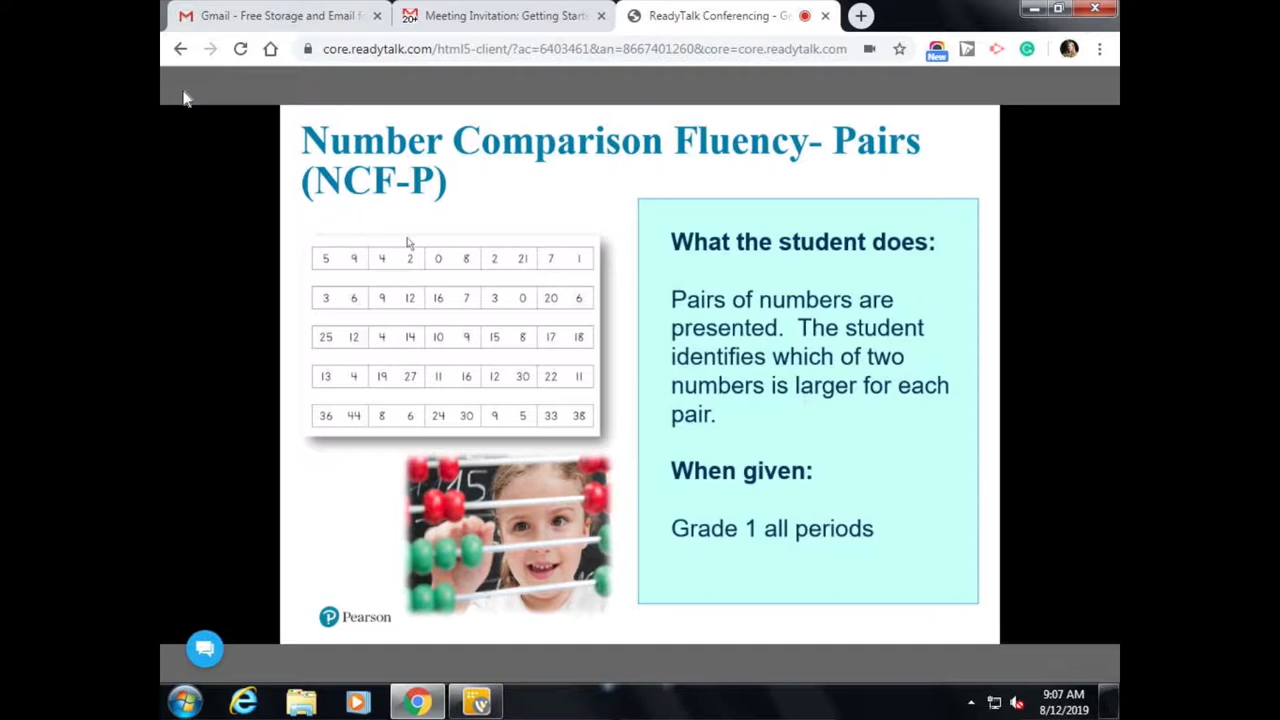 Gmail - Free Storage and Email f
Meeting Invitation: Getting Starte
ReadyTalk Conferencing - Go
20+
core.readytalk.com/html5-client/?ac=6403461&an=8667401260&core=core.readytalk.com
New
Number Comparison Fluency- Pairs
(NCF-P)
5 9 4 2 0 8 2 21 7 1
3 6 9 12 16 7 3 0 20 6
25 12 4 14 10 9 15 8 17 18
13 4 19 27 11 16 12 30 22 11
36 44 8 6 24 30 9 5 33 38
What the student does:
Pairs of numbers are
presented. The student
identifies which of two
numbers is larger for each
pair.
When given:
Grade 1 all periods
15
P Pearson
9:07 AM
8/12/2019